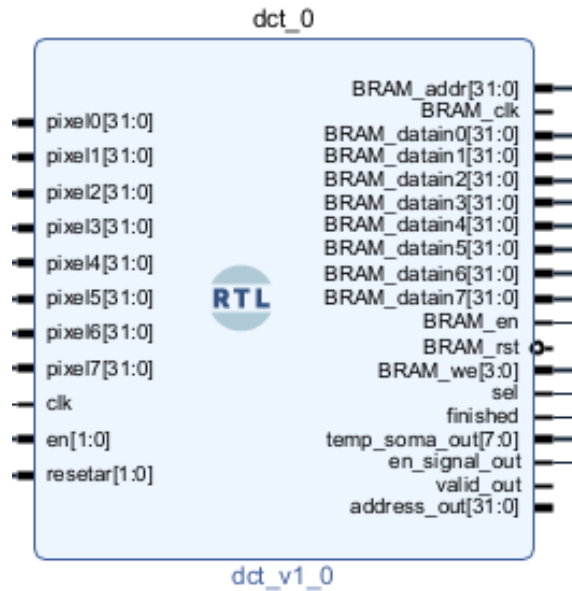 dct_0
pixel0[31:0]
pixel1[31:0]
pixel2[31:0]
pixel3[31:0]
pixel4[31:0]
pixel5[31:0]
pixel6[31:0]
pixel7[31:0]
clk
en[1:0]
resetar[1:0]
RTL
BRAM_addr[31:0]
BRAM_clk
BRAM_datain0[31:0]
BRAM_datain1[31:0]
BRAM_datain2[31:0]
BRAM_datain3[31:0]
BRAM_datain4[31:0]
BRAM_datain5[31:0]
BRAM_datain6[31:0]
BRAM_datain7[31:0]
BRAM_en
BRAM_rst
BRAM_we[3:0]
sel
finished
temp_soma_out[7:0]
en_signal_out
valid_out
address_out[31:0]
dct_v1_0